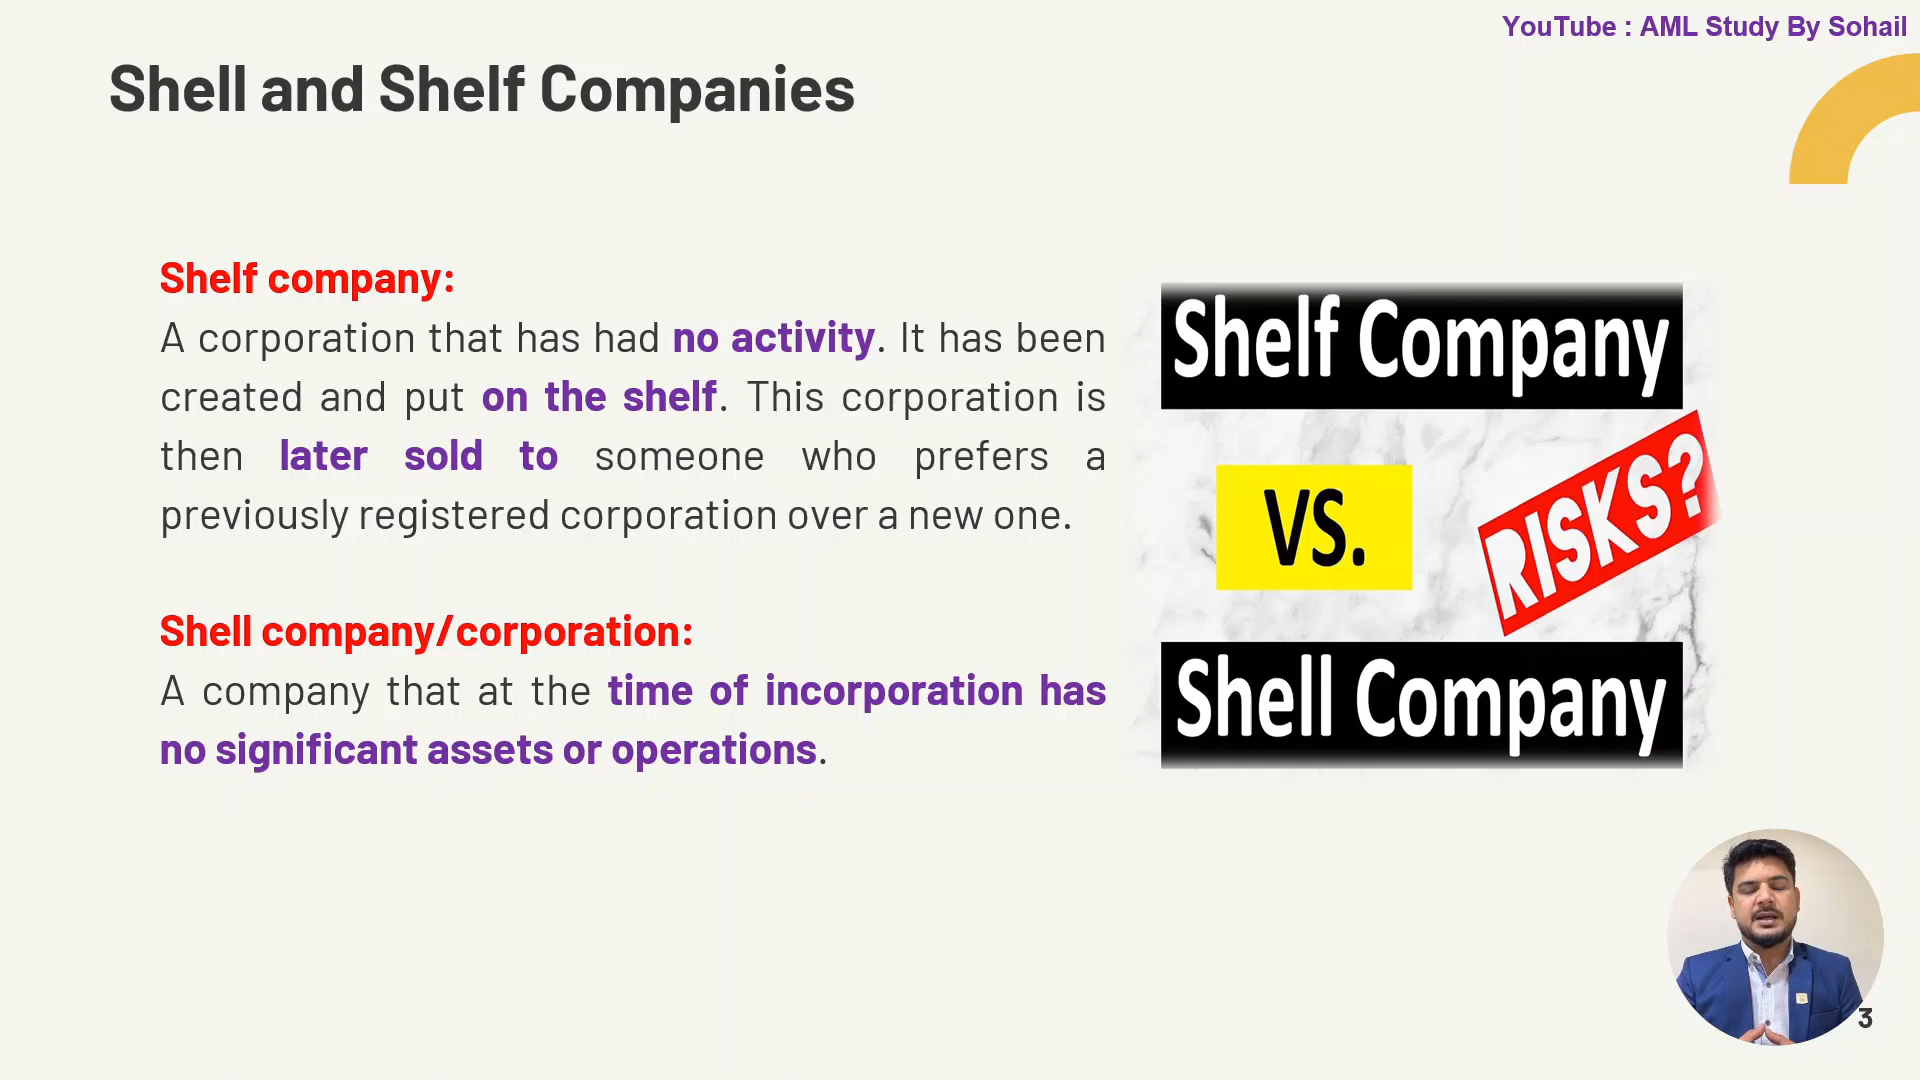 YouTube : AML Study By Sohail
Shell and Shelf Companies
Shelf company:
A corporation that has had no activity. It has been
created and put on the shelf. This corporation is
then later sold to someone who prefers a
previously registered corporation over a new one.
Shell company/corporation:
A company that at the time of incorporation has
no significant assets or operations.
Shelf Company
VS.
RISKS?
Shell Company
3